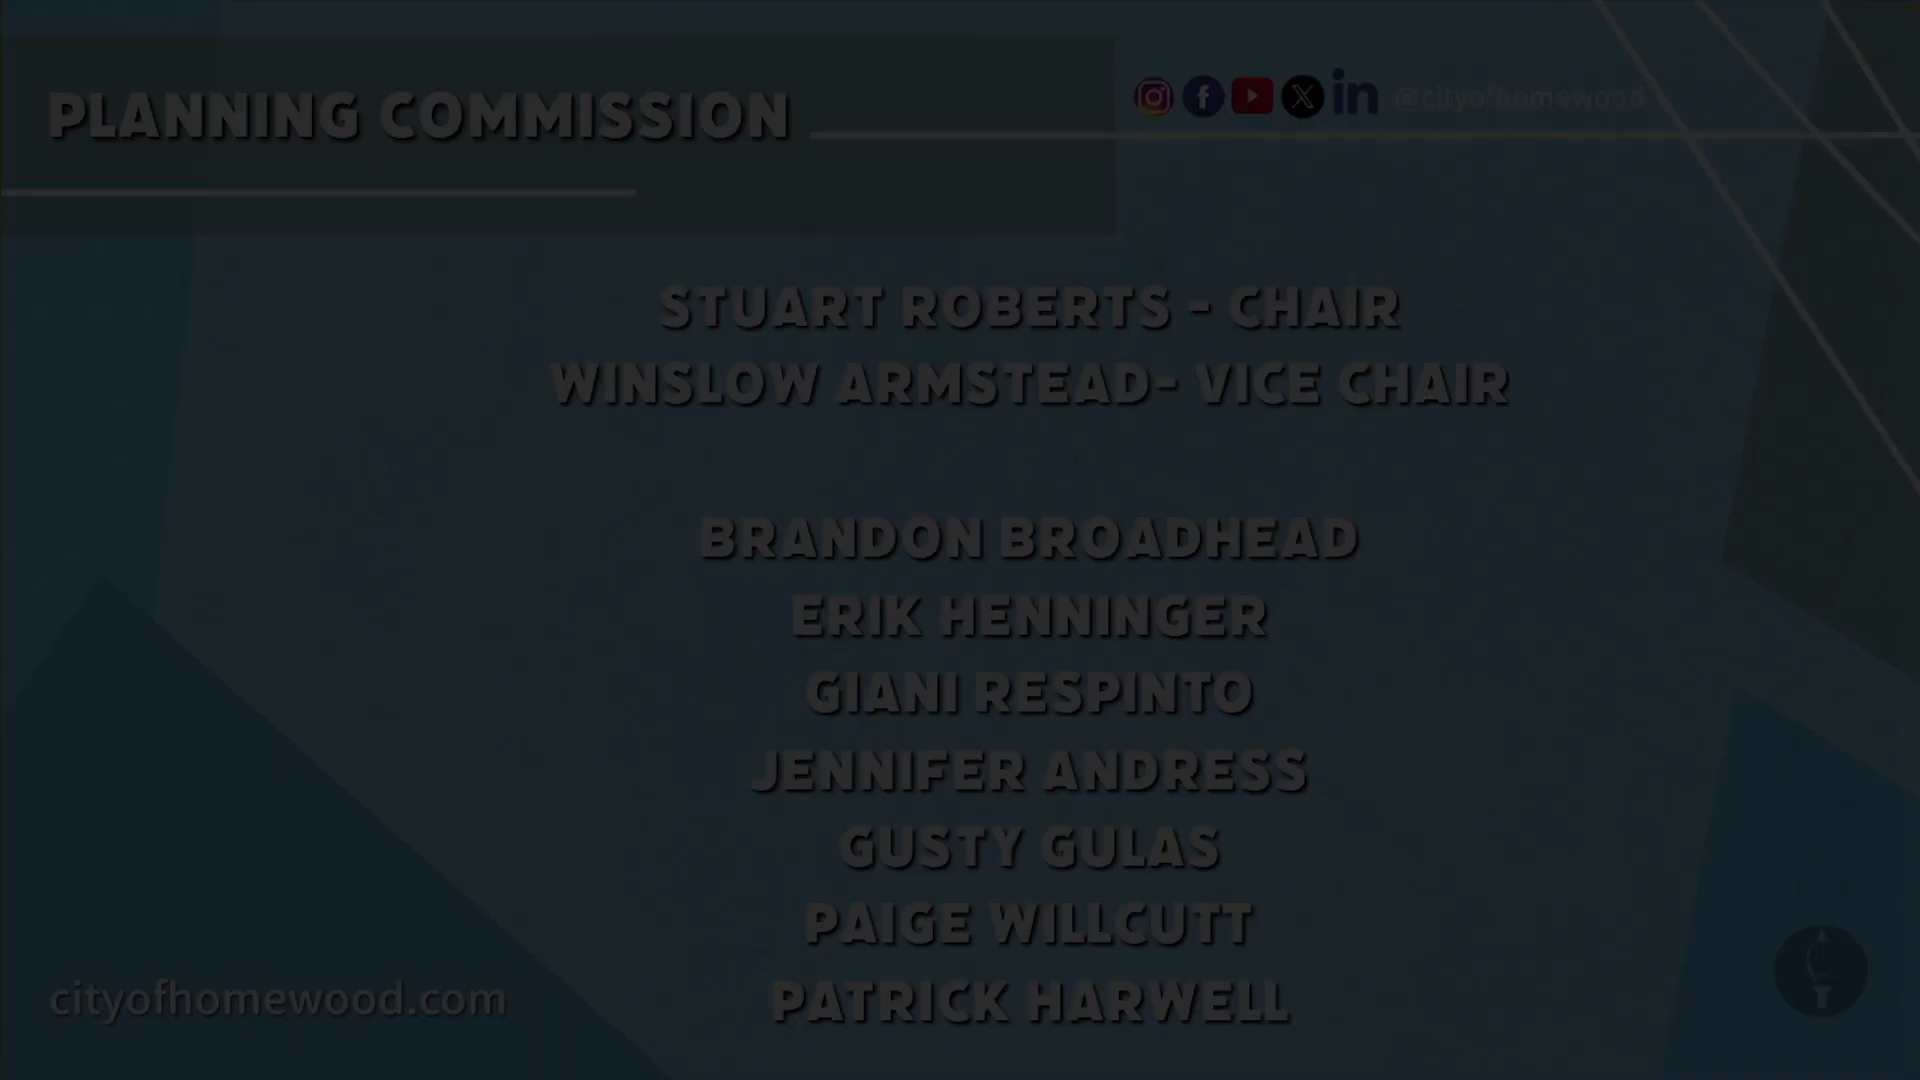 PLANNING COMMISSION
@cityofhomewood
STUART ROBERTS - CHAIR
WINSLOW ARMSTEAD- VICE CHAIR
BRANDON BROADHEAD
ERIK HENNINGER
GIANI RESPINTO
JENNIFER ANDRESS
GUSTY GULAS
PAIGE WILLCUTT
PATRICK HARWELL
cityofhomewood.com